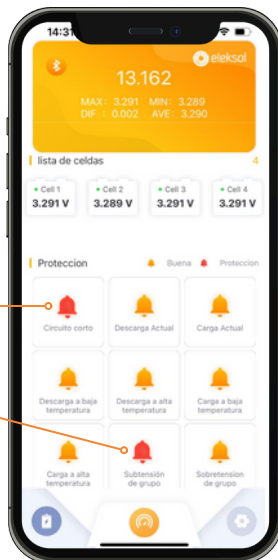 14:31
eleksol
13.162
MAX: 3.291 MIN: 3.289
DIF : 0.002 AVE: 3.290
lista de celdas 4
Cell 1 Cell 2 Cell 3 Cell 4
3.291 V 3.289 V 3.291 V 3.291 V
Proteccion Buena Proteccion
Circuito corto Descarga Actual Carga Actual
Descarga a baja Descarga a alta Carga a baja
temperatura temperatura temperatura
Carga a alta Subtensión Sobretension
temperatura de grupo de grupo